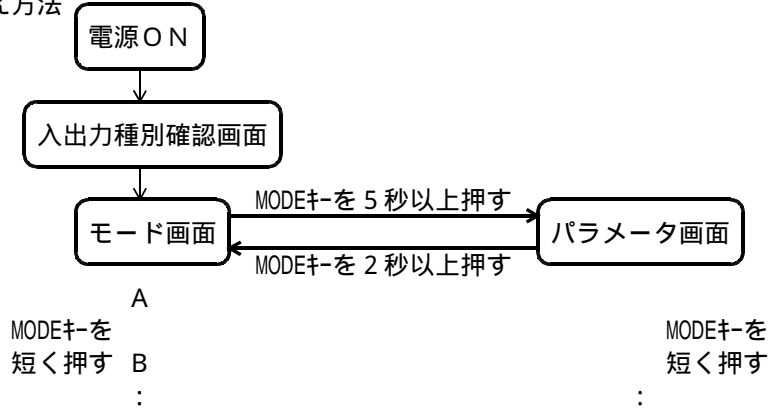 え方法
電源ＯＮ
入出力種別確認画面
MODEｷｰを５秒以上押す
モード画面
パラメータ画面
MODEｷｰを２秒以上押す
A
MODEｷｰを
MODEｷｰを
短く押す B
短く押す
：
：